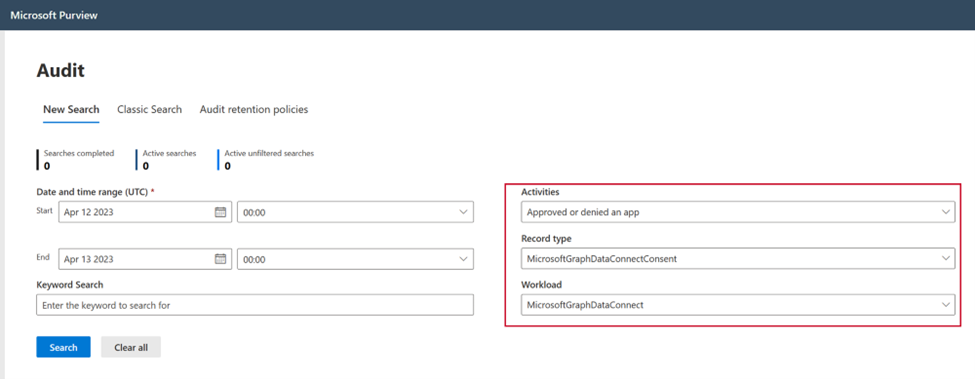 Microsoft Purview
Audit
New Search Classic Search Audit retention policies
Searches completed Active searches Active unfiltered searches
0 0 0
Date and time range (UTC) *
Start Apr 12 2023 00:00
End Apr 13 2023 00:00
Keyword Search
Enter the keyword to search for
Search Clear all
Activities
Approved or denied an app
Record type
MicrosoftGraphDataConnectConsent
Workload
MicrosoftGraphDataConnect